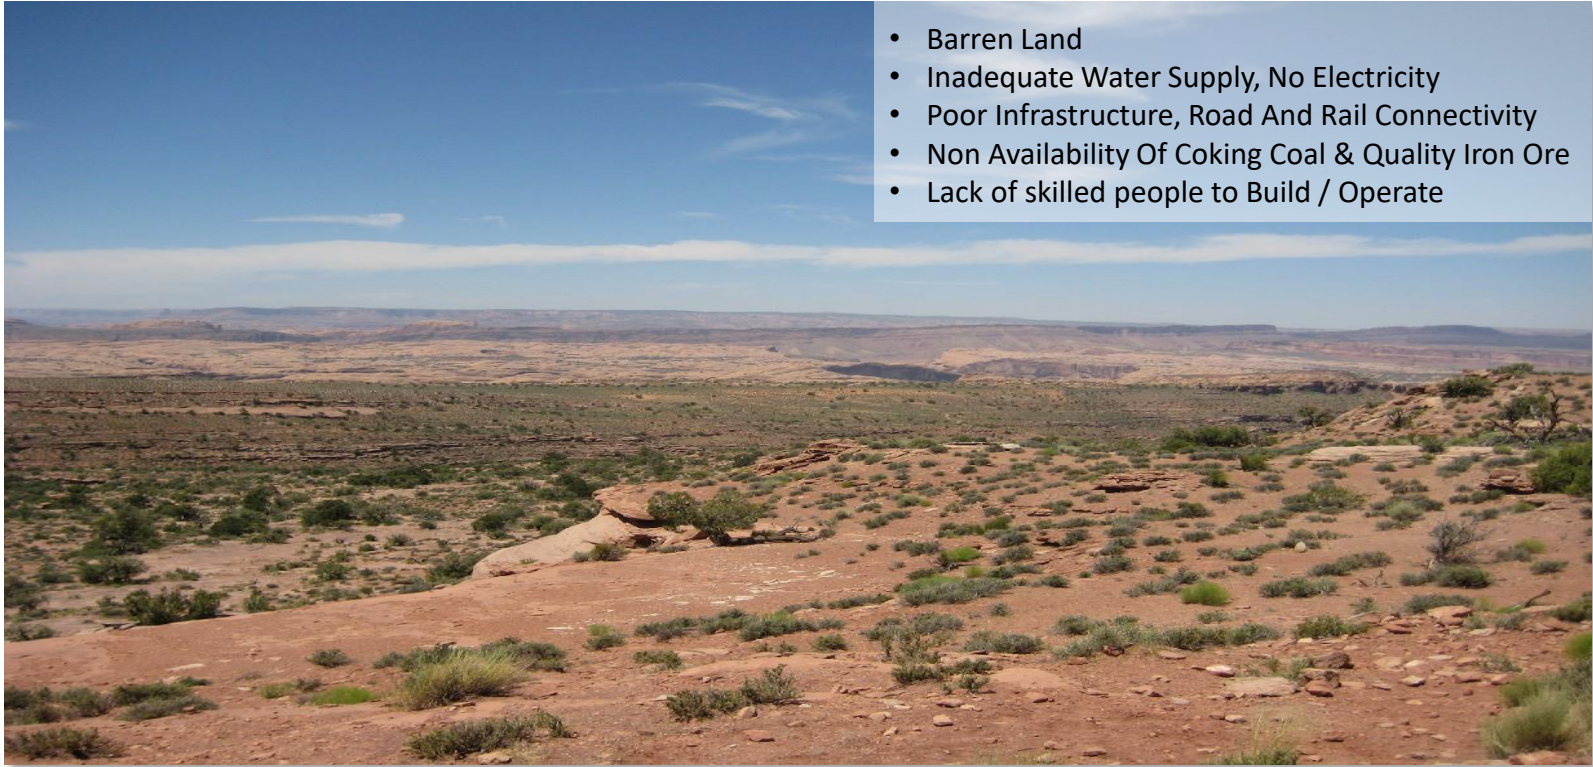 • Barren Land
• Inadequate Water Supply, No Electricity
• Poor Infrastructure, Road And Rail Connectivity
• Non Availability Of Coking Coal & Quality Iron Ore
• Lack of skilled people to Build / Operate